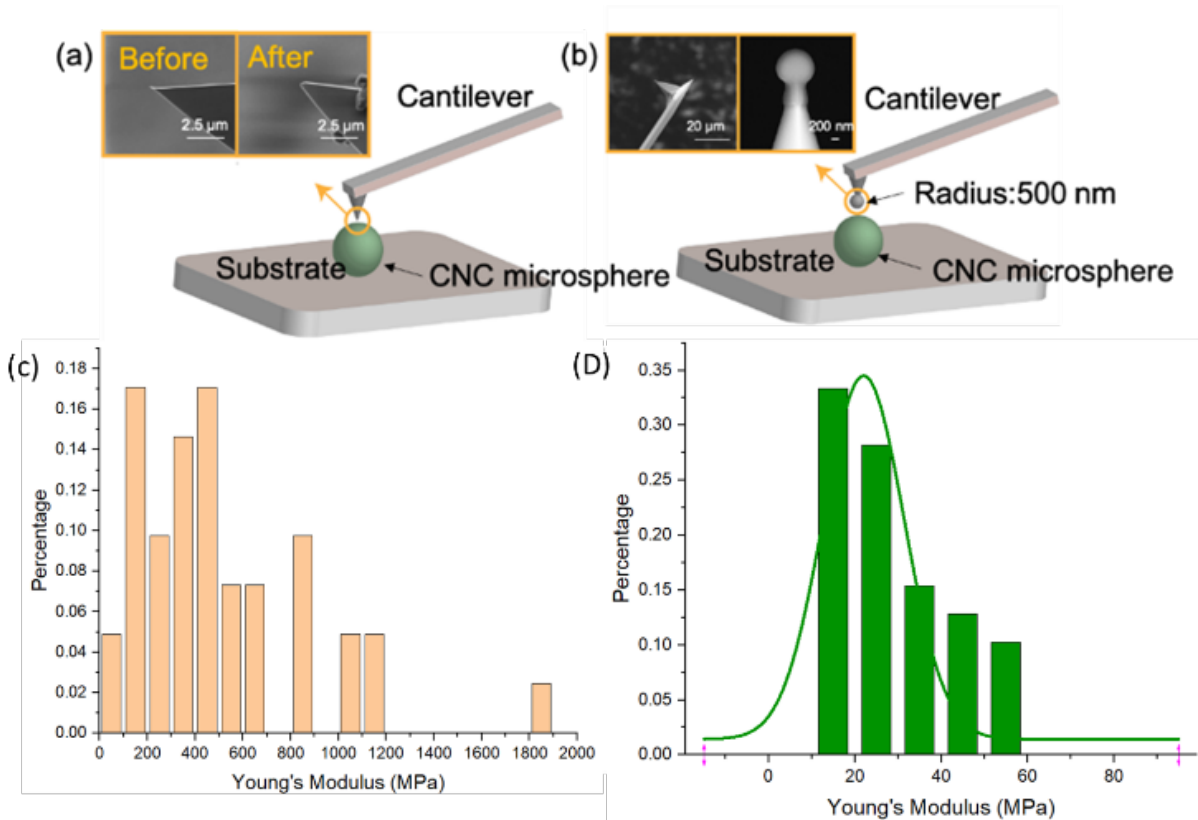 (a)
Before
After
2.5 µm
2.5 µm
Cantilever
Substrate
CNC microsphere
(b)
20 µm
200 nm
Cantilever
Radius:500 nm
Substrate
CNC microsphere
(c)
0.18
0.16
0.14
0.12
0.10
0.08
0.06
0.04
0.02
0.00
Percentage
0 200 400 600 800 1000 1200 1400 1600 1800 2000
Young's Modulus (MPa)
(D)
0.35
0.30
0.25
0.20
0.15
0.10
0.05
0.00
Percentage
0 20 40 60 80
Young's Modulus (MPa)